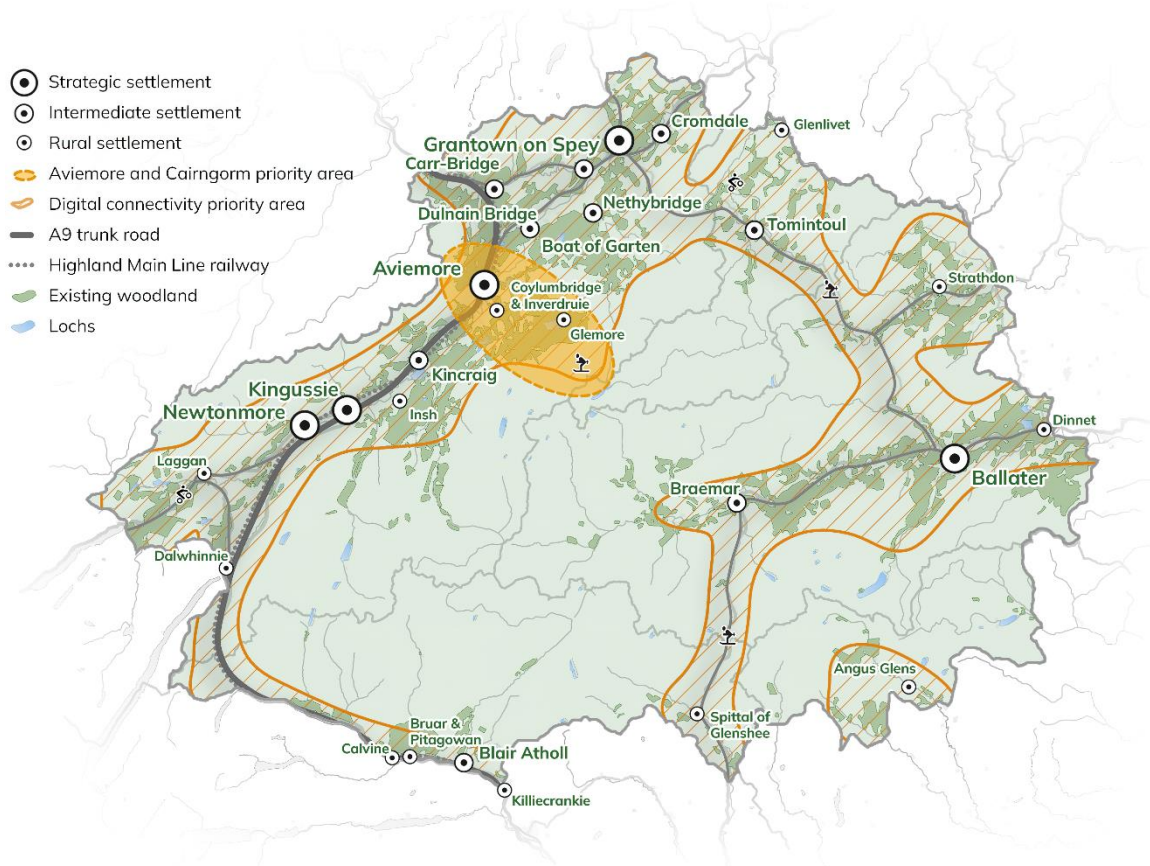 Strategic settlement
Intermediate settlement
Rural settlement
Aviemore and Cairngorm priority area
Digital connectivity priority area
A9 trunk road
Highland Main Line railway
Existing woodland
Lochs
Cromdale
Glenlivet
Grantown on Spey
Carr-Bridge
Nethybridge
Dulnain Bridge
Tomintoul
Boat of Garten
Aviemore
Strathdon
Coylumbridge
& Inverdruie
Glemore
Kincraig
Kingussie
Newtonmore
Insh
Dinnet
Laggan
Ballater
Braemar
Dalwhinnie
Angus Glens
Spittal of
Glenshee
Bruar &
Pitagowan
Calvine
Blair Atholl
Killiecrankie